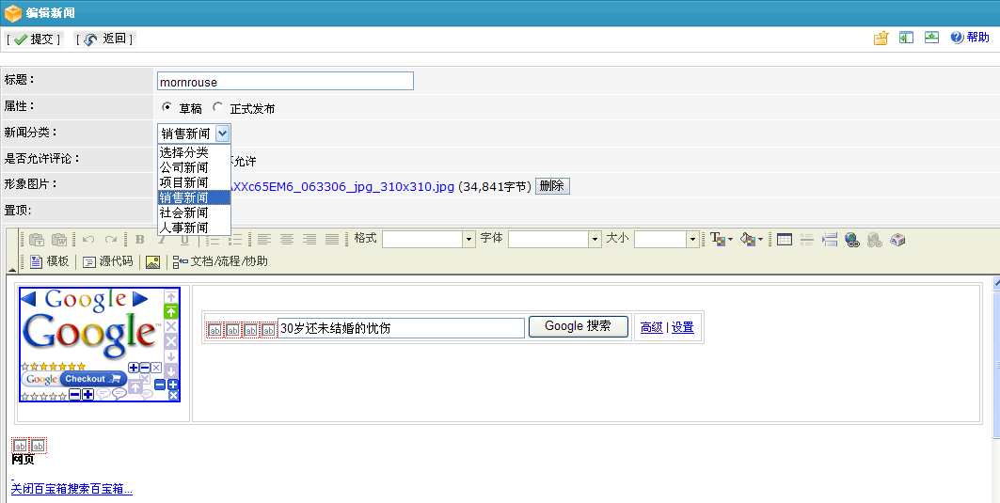 编辑新闻
[ 提交 ] [ 返回 ] 帮助
标题：
mornrouse
属性：
草稿 正式发布
新闻分类：
销售新闻
选择分类
公司新闻
项目新闻
销售新闻
社会新闻
人事新闻
是否允许评论：
允许
形象图片：
XXc65EM6_063306_jpg_310x310.jpg (34,841字节) 删除
置顶:
B I U 格式 字体 大小
模板 源代码 文档/流程/协助
Google
Google™
Google Checkout
30岁还未结婚的忧伤 Google 搜索 高级 | 设置
网页
关闭百宝箱搜索百宝箱...